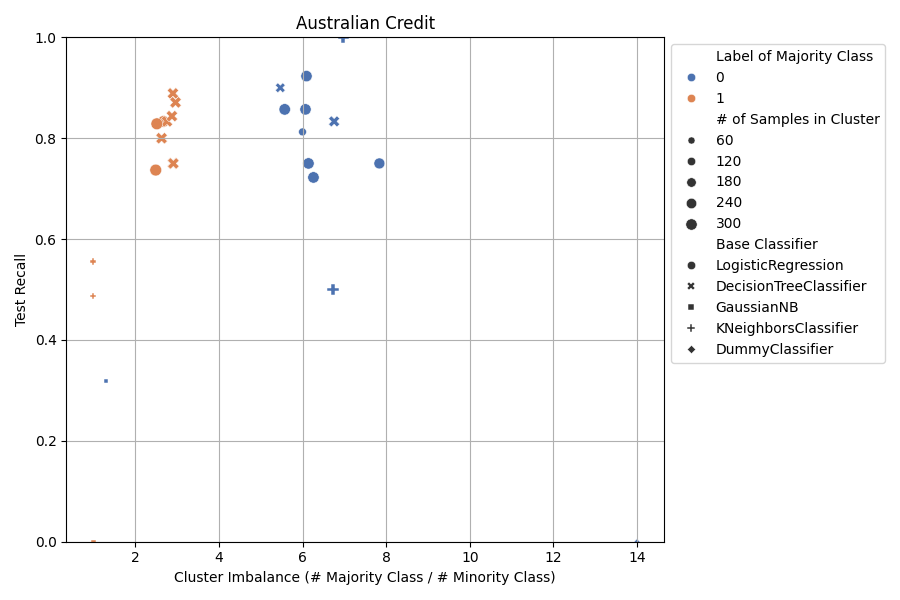 Australian Credit
1.0
0.8
0.6
0.4
0.2
0.0
Test Recall
2
4
6
8
10
12
14
Cluster Imbalance (# Majority Class / # Minority Class)
Label of Majority Class
0
1
# of Samples in Cluster
60
120
180
240
300
Base Classifier
LogisticRegression
DecisionTreeClassifier
GaussianNB
KNeighborsClassifier
DummyClassifier